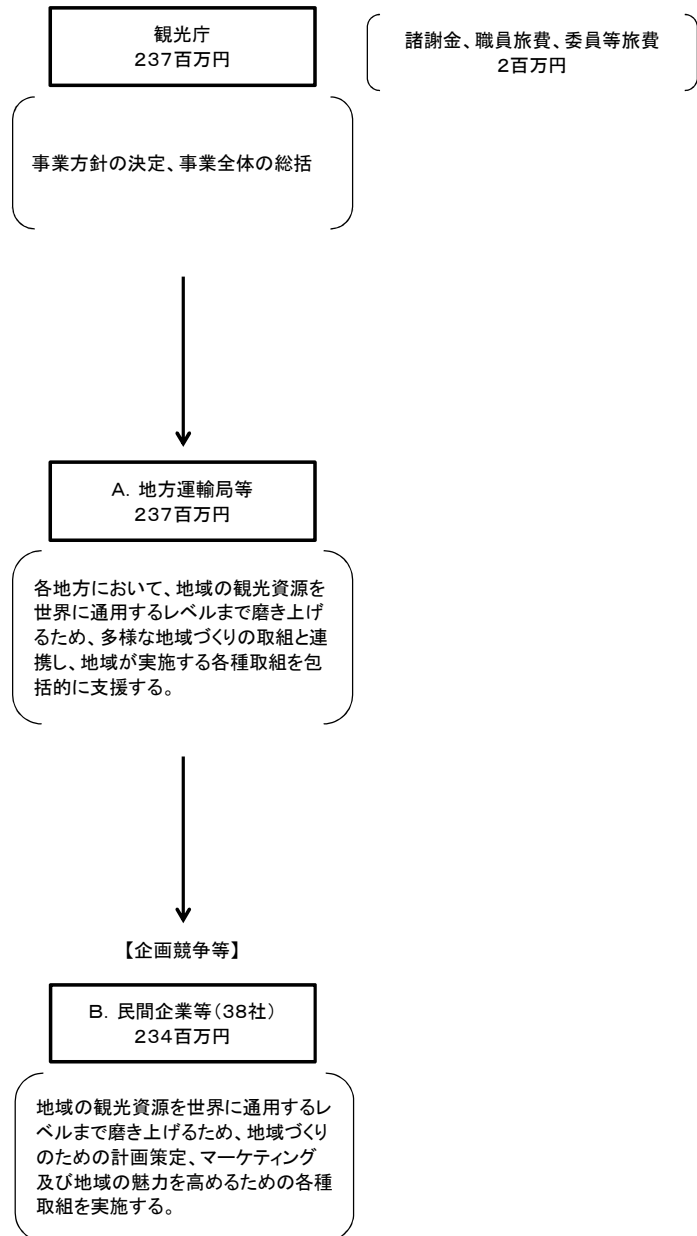 観光庁
237百万円
諸謝金、職員旅費、委員等旅費
2百万円
事業方針の決定、事業全体の総括
A．地方運輸局等
237百万円
各地方において、地域の観光資源を
世界に通用するレベルまで磨き上げ
るため、多様な地域づくりの取組と連
携し、地域が実施する各種取組を包
括的に支援する。
【企画競争等】
B．民間企業等（38社）
234百万円
地域の観光資源を世界に通用するレ
ベルまで磨き上げるため、地域づくり
のための計画策定、マーケティング
及び地域の魅力を高めるための各種
取組を実施する。